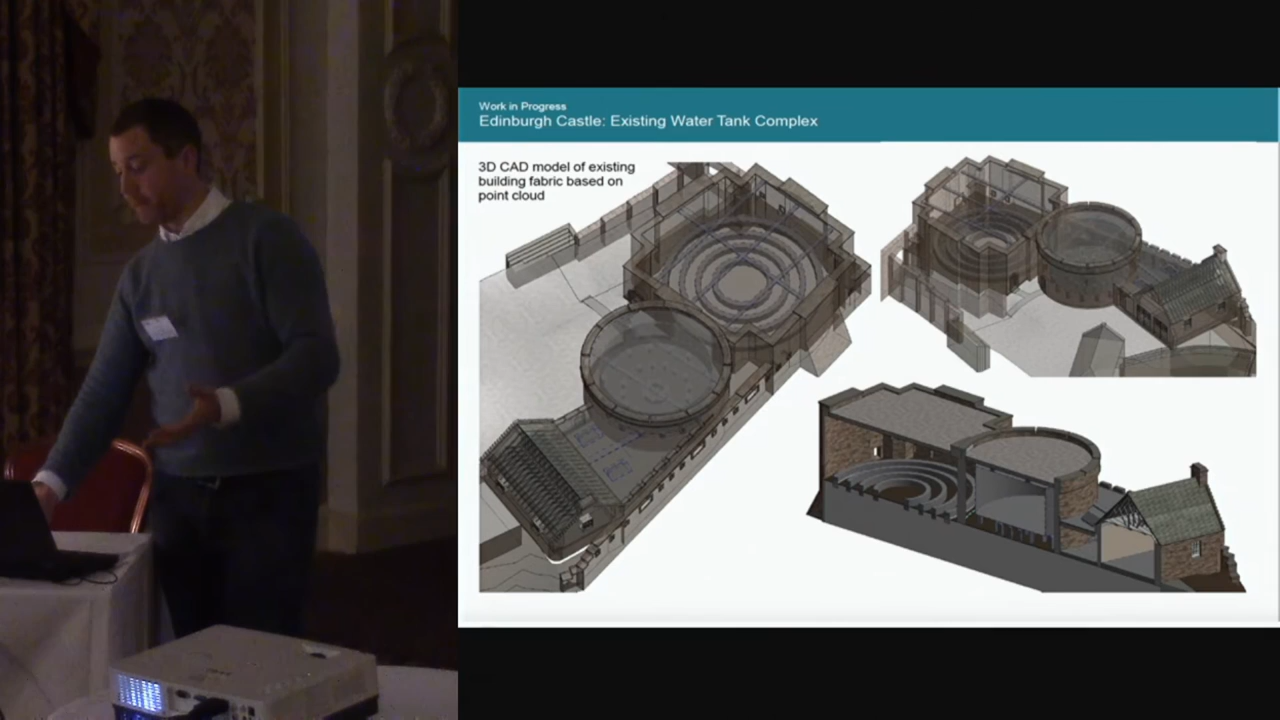 Work in Progress
Edinburgh Castle: Existing Water Tank Complex
3D CAD model of existing
building fabric based on
point cloud